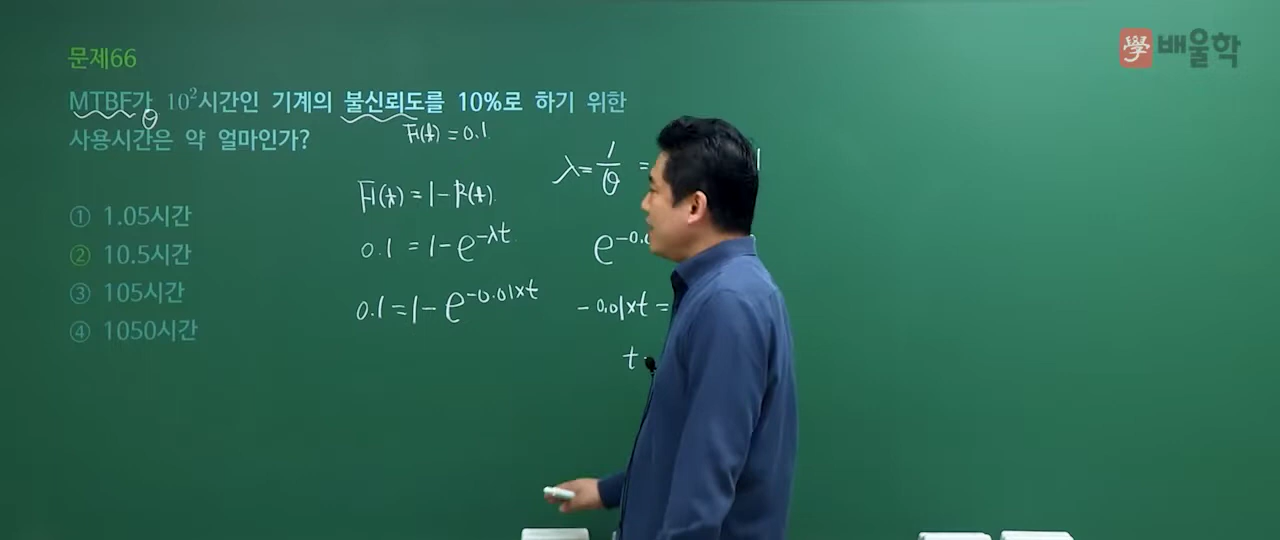 學 배울학
문제66
MTBF가 10²시간인 기계의 불신뢰도를 10%로 하기 위한
θ
사용시간은 약 얼마인가?
F(t) = 0.1
① 1.05시간
② 10.5시간
③ 105시간
④ 1050시간
F(t) = 1 - R(t)
0.1 = 1 - e^-λt
0.1 = 1 - e^-0.01×t
λ = 1/θ =
e^-0.0
-0.01×t =
t